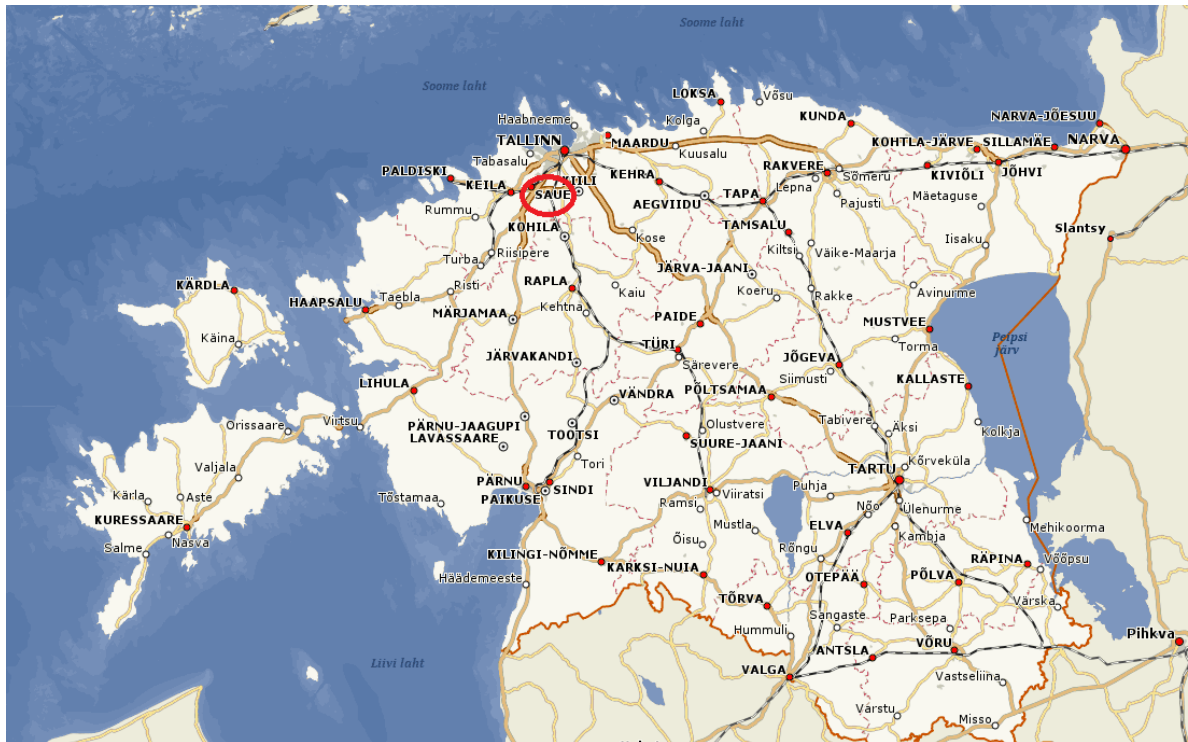 Soome laht
Soome laht
LOKSA
Võsu
Haabneeme
Kolga
KUNDA
NARVA-JÕESUU
TALLINN
MAARDU
Kuusalu
KOHTLA-JÄRVE
SILLAMÄE
NARVA
Tabasalu
PALDISKI
KEILA
SAUE
KEHRA
RAKVERE
Sõmeru
KIVIÕLI
JÕHVI
Lepna
Pajusti
Mäetaguse
AEGVIIDU
TAPA
Rummu
KOHILA
Kose
TAMSALU
Slantsy
Iisaku
Kiltsi
Väike-Maarja
Turba
Riisipere
JÄRVA-JAANI
KÄRDLA
HAAPSALU
Taebla
Risti
RAPLA
Kaiu
Koeru
Rakke
Avinurme
Kehtna
MÄRJAMAA
PAIDE
MUSTVEE
Käina
Torma
Peipsi
järv
TÜRI
Särevere
JÄRVAKANDI
JÕGEVA
Siimusti
KALLASTE
LIHULA
VÄNDRA
PÕLTSAMAA
Virtsu
Orissaare
PÄRNU-JAAGUPI
LAVASSAARE
TOOTSI
Olustvere
SUURE-JAANI
Tabivere
Äksi
Kolkja
Tori
Kõrveküla
Valjala
TARTU
PÄRNU
PAIKUSE
SINDI
VILJANDI
Viiratsi
Puhja
Kärla
Aste
Tõstamaa
Ramsi
Nõo
Ülenurme
KURESSAARE
Mustla
ELVA
Kambja
Mehikoorma
Nasva
Salme
Õisu
Rõngu
KILINGI-NÕMME
KARKSI-NUIA
RÄPINA
Võõpsu
Häädemeeste
OTEPÄÄ
PÕLVA
TÕRVA
Värska
Sangaste
Parksepa
Hummuli
Pihkva
VÕRU
Liivi laht
ANTSLA
VALGA
Vastseliina
Värstu
Misso